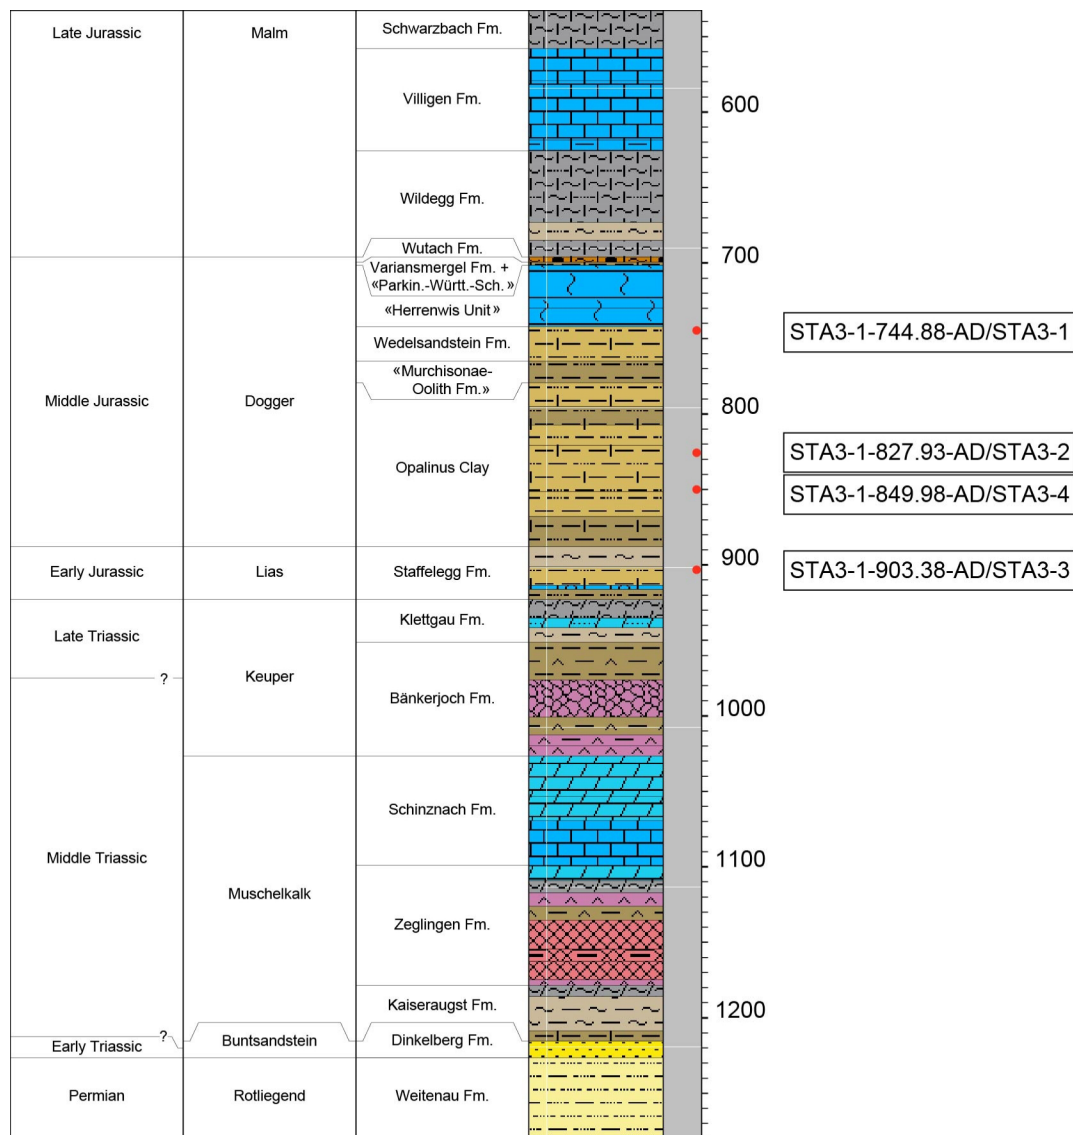 Late Jurassic
Malm
Schwarzbach Fm.
Villigen Fm.
600
Wildegg Fm.
Wutach Fm.
700
Variansmergel Fm. +
«Parkin.-Württ.-Sch.»
«Herrenwis Unit»
STA3-1-744.88-AD/STA3-1
Wedelsandstein Fm.
«Murchisonae-
Oolith Fm.»
Middle Jurassic
Dogger
800
STA3-1-827.93-AD/STA3-2
Opalinus Clay
STA3-1-849.98-AD/STA3-4
900
Early Jurassic
Lias
Staffelegg Fm.
STA3-1-903.38-AD/STA3-3
Klettgau Fm.
Late Triassic
?
Keuper
Bänkerjoch Fm.
1000
Schinznach Fm.
Middle Triassic
1100
Muschelkalk
Zeglingen Fm.
Kaiseraugst Fm.
1200
?
Early Triassic
Buntsandstein
Dinkelberg Fm.
Permian
Rotliegend
Weitenau Fm.